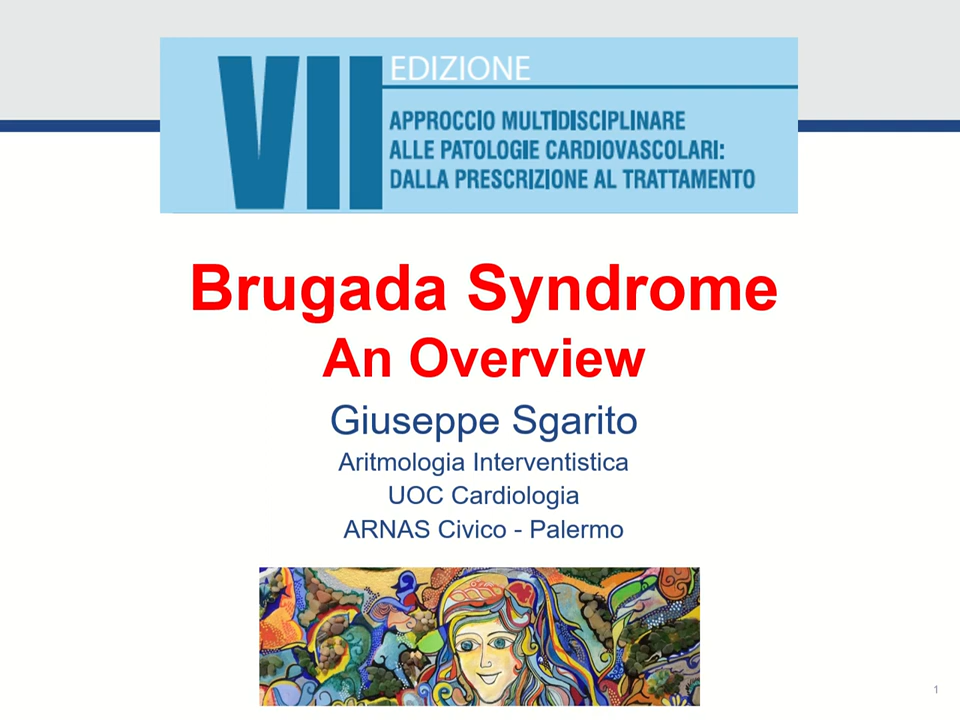 VII
EDIZIONE
APPROCCIO MULTIDISCIPLINARE
ALLE PATOLOGIE CARDIOVASCOLARI:
DALLA PRESCRIZIONE AL TRATTAMENTO
Brugada Syndrome
An Overview
Giuseppe Sgarito
Aritmologia Interventistica
UOC Cardiologia
ARNAS Civico - Palermo
1